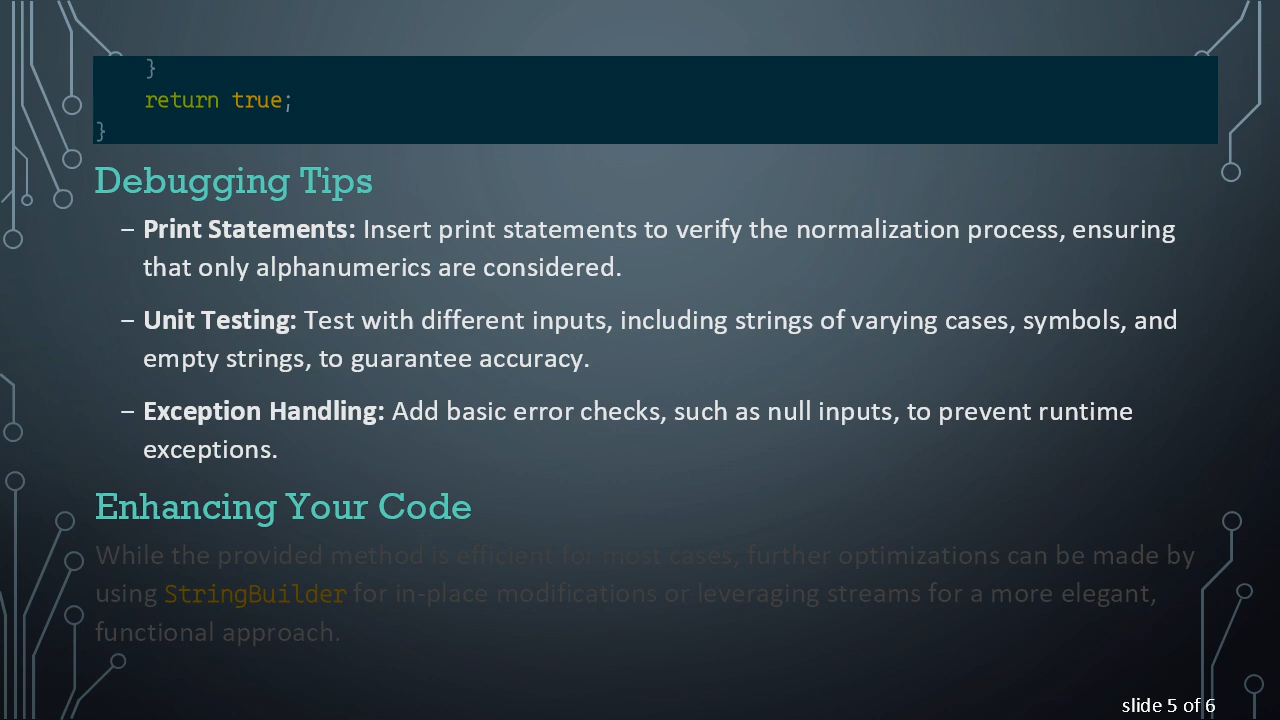 }
return true;
}
Debugging Tips
– Print Statements: Insert print statements to verify the normalization process, ensuring
that only alphanumerics are considered.
– Unit Testing: Test with different inputs, including strings of varying cases, symbols, and
empty strings, to guarantee accuracy.
– Exception Handling: Add basic error checks, such as null inputs, to prevent runtime
exceptions.
Enhancing Your Code
While the provided method is efficient for most cases, further optimizations can be made by
using StringBuilder for in-place modifications or leveraging streams for a more elegant,
functional approach.
slide 5 of 6